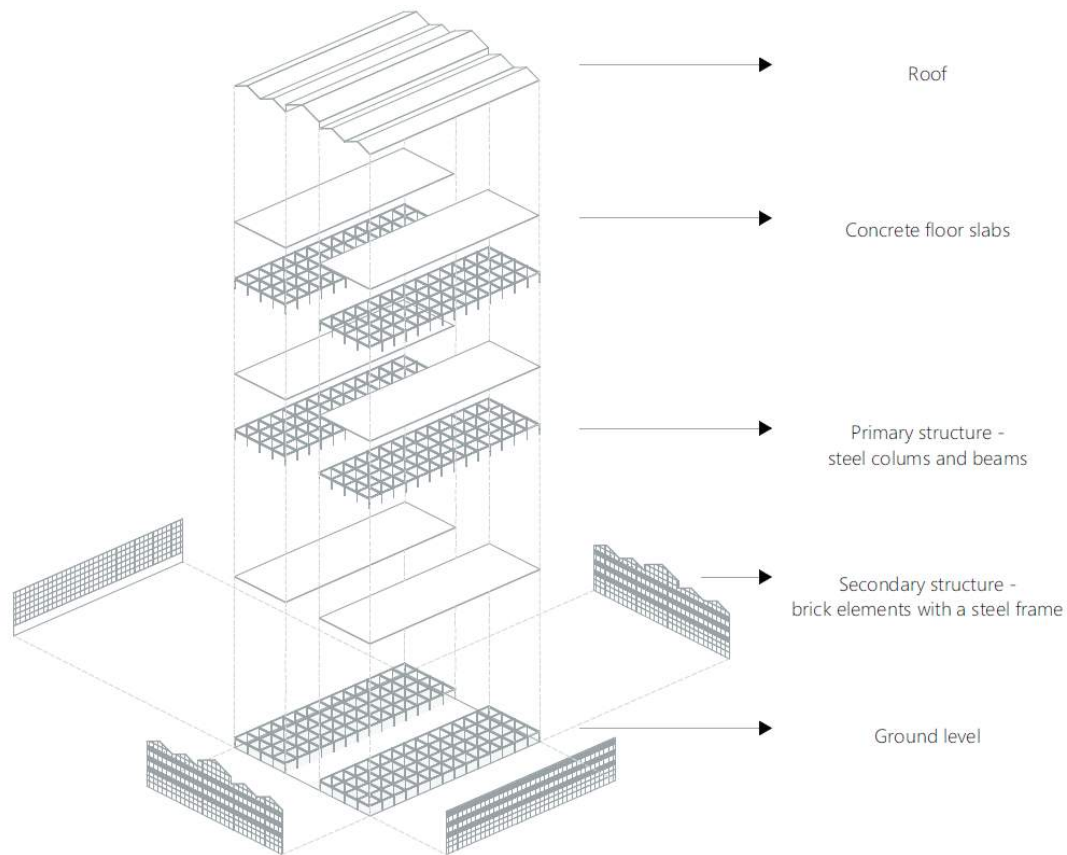 Roof
Concrete floor slabs
Primary structure -
steel colums and beams
Secondary structure -
brick elements with a steel frame
Ground level